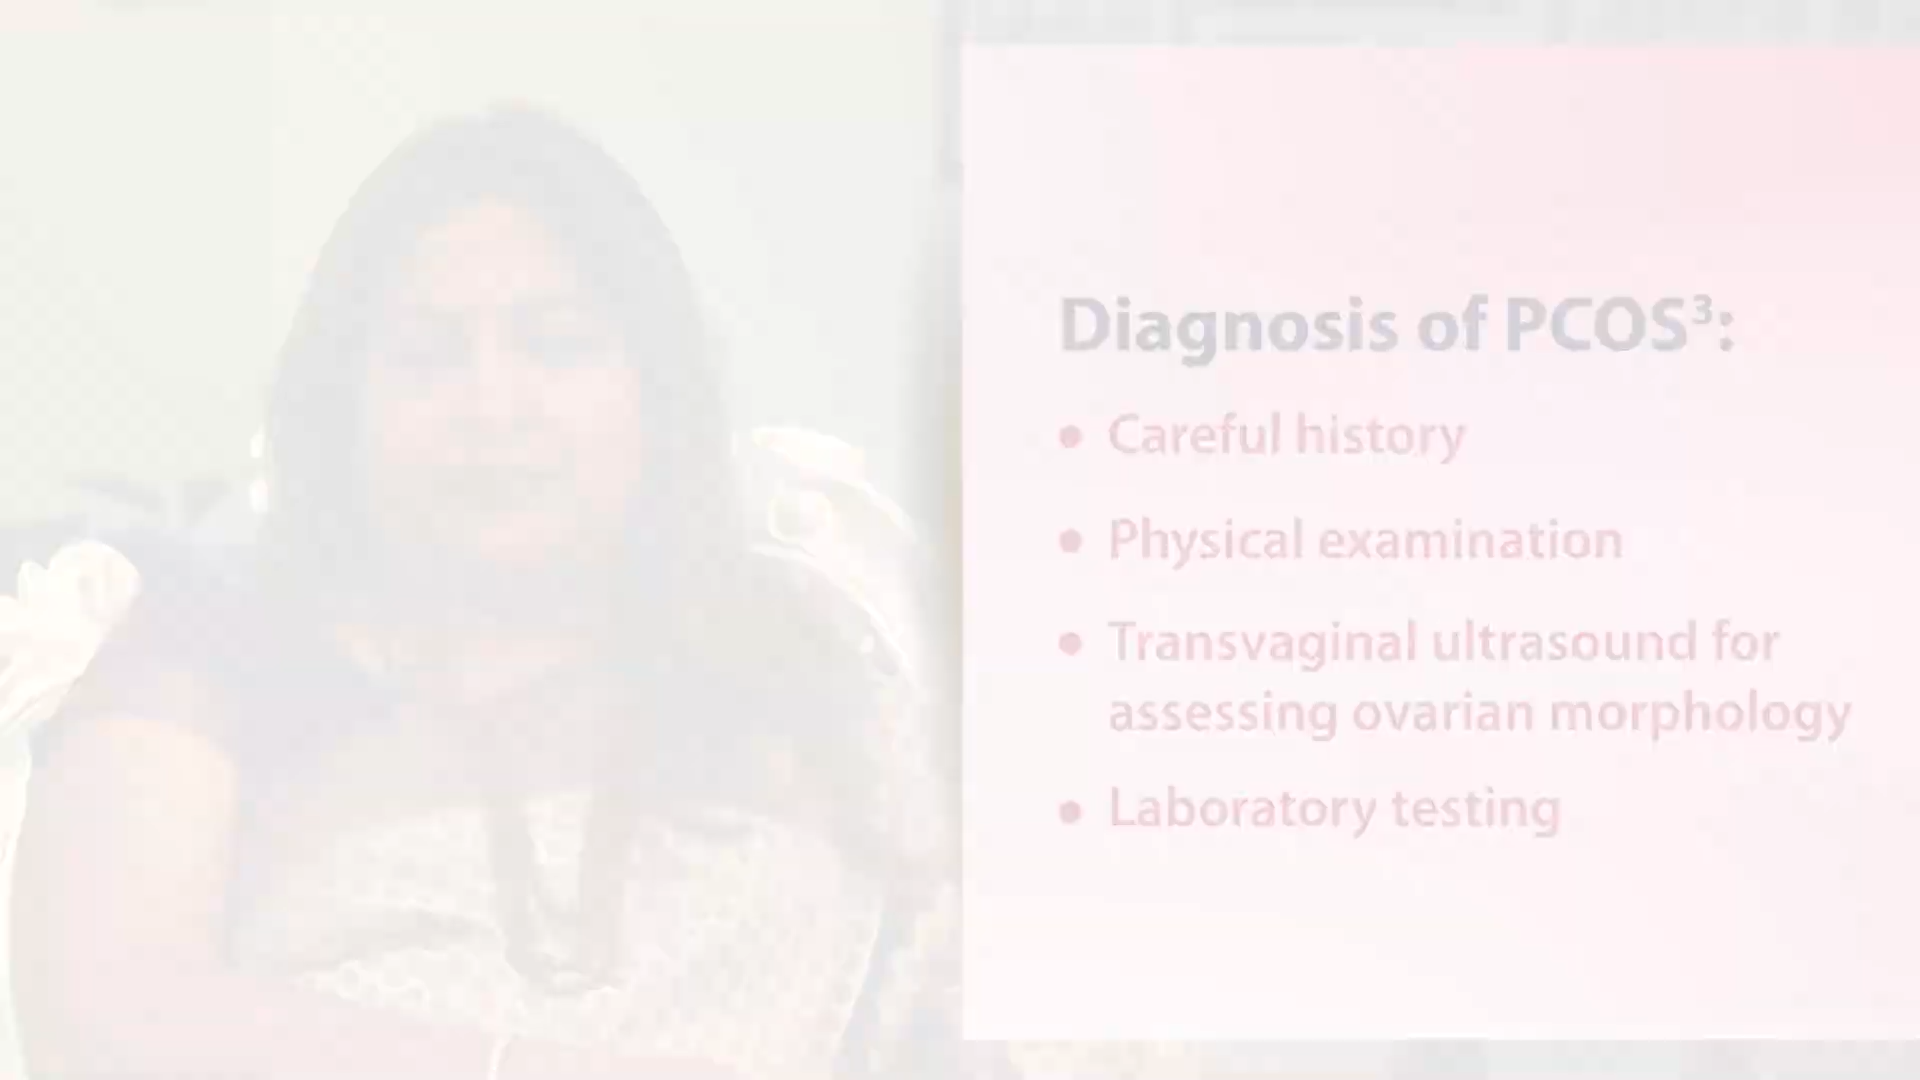 Diagnosis of PCOS³:
• Careful history
• Physical examination
• Transvaginal ultrasound for
assessing ovarian morphology
• Laboratory testing